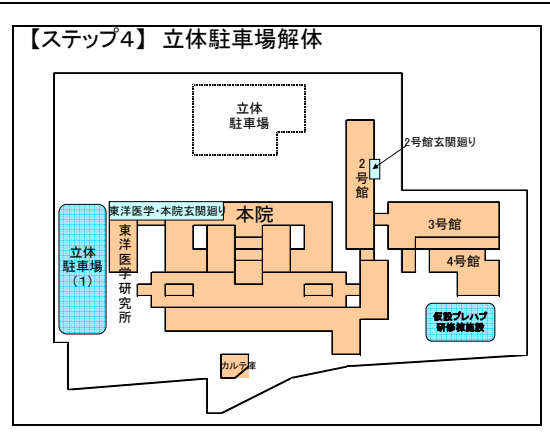 【ステップ4】 立体駐車場解体
立体
駐車場
2号館玄関廻り
2
号
館
東洋医学・本院玄関廻り
本院
3号館
東
洋
医
学
研
究
所
立体
駐車場
(1)
4号館
仮設プレハブ
研修棟施設
カルテ庫